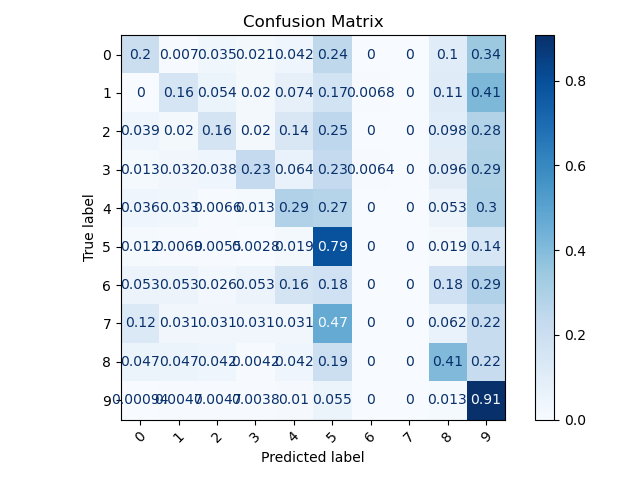 Confusion Matrix
0 0.2 0.007 0.035 0.021 0.042 0.24 0 0 0.1 0.34
1 0 0.16 0.054 0.02 0.074 0.17 0.0068 0 0.11 0.41
2 0.039 0.02 0.16 0.02 0.14 0.25 0 0 0.098 0.28
3 0.013 0.032 0.038 0.23 0.064 0.23 0.0064 0 0.096 0.29
4 0.036 0.033 0.0066 0.013 0.29 0.27 0 0 0.053 0.3
5 0.012 0.0069 0.0055 0.0028 0.019 0.79 0 0 0.019 0.14
6 0.053 0.053 0.026 0.053 0.16 0.18 0 0 0.18 0.29
7 0.12 0.031 0.031 0.031 0.031 0.47 0 0 0.062 0.22
8 0.047 0.047 0.042 0.0042 0.042 0.19 0 0 0.41 0.22
9 0.00094 0.0047 0.0047 0.0038 0.01 0.055 0 0 0.013 0.91
0 1 2 3 4 5 6 7 8 9
Predicted label
True label
0.8
0.6
0.4
0.2
0.0